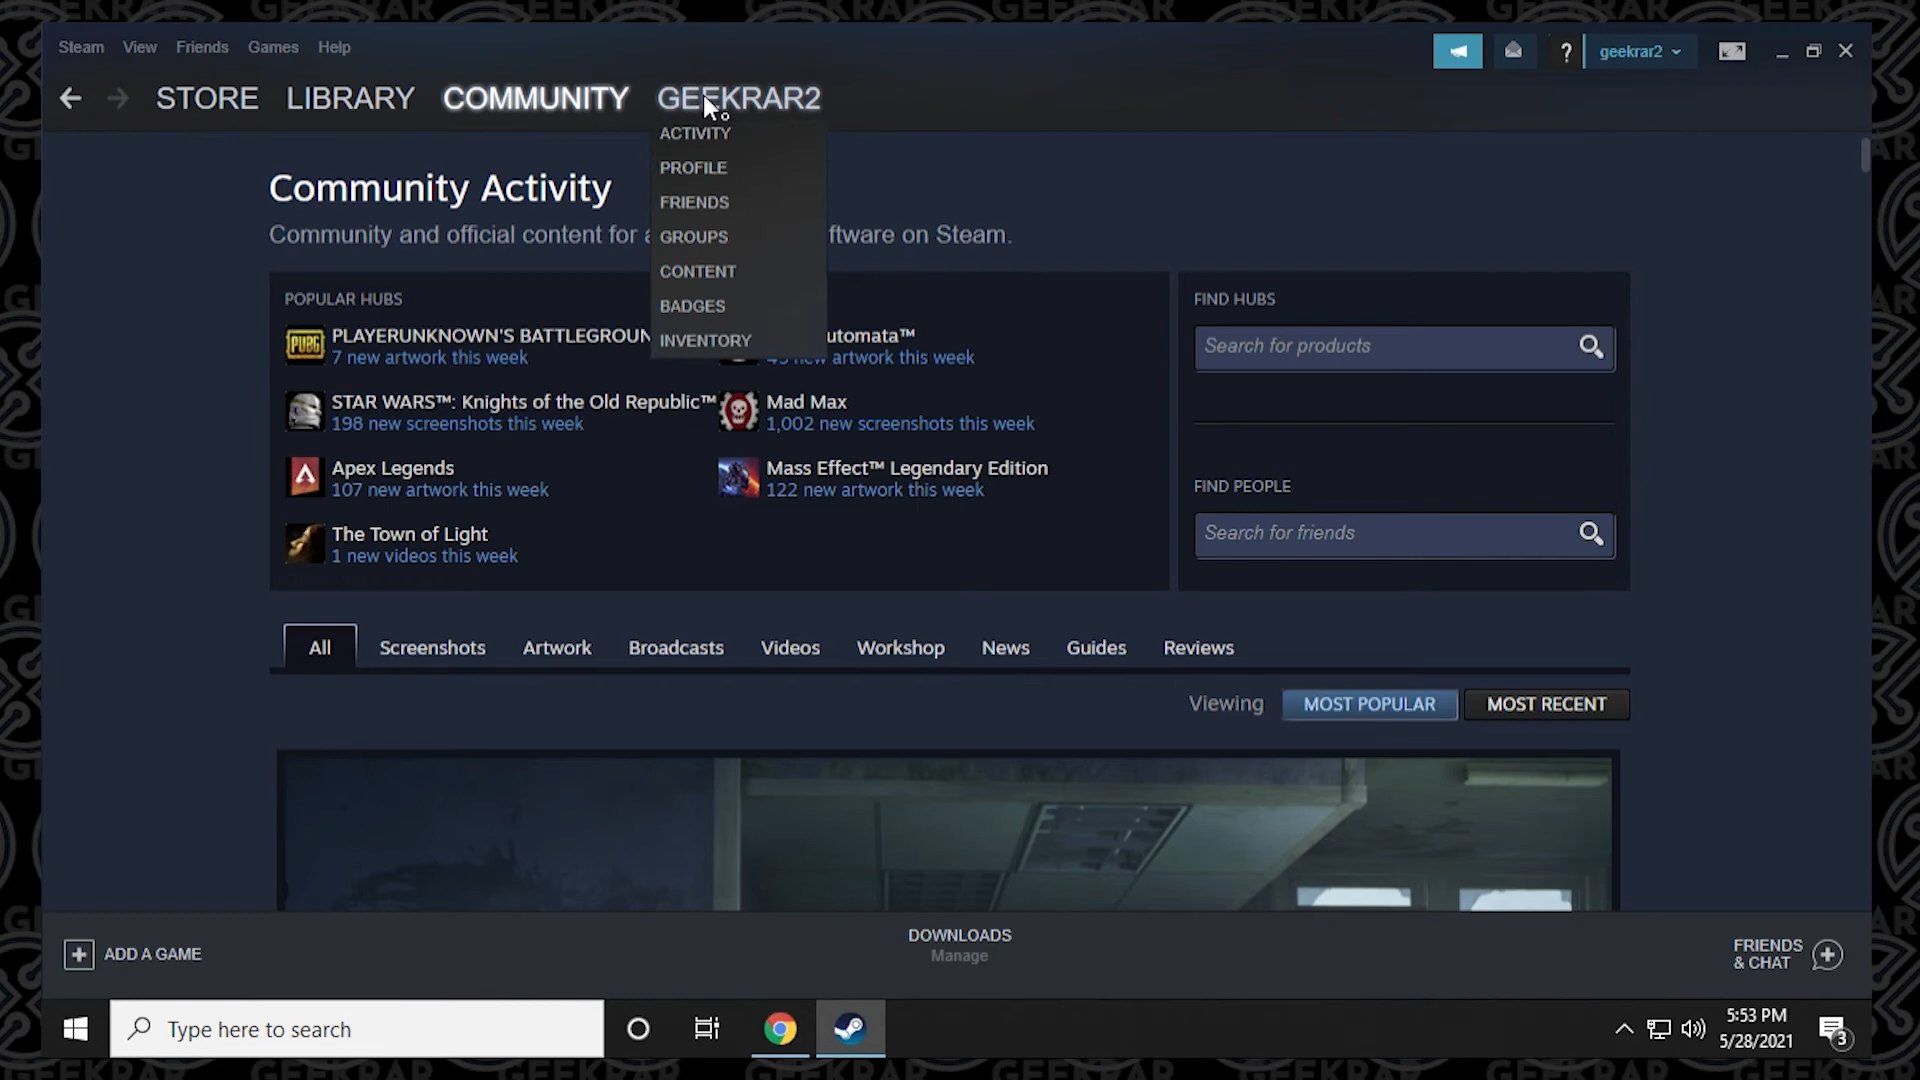 Steam View Friends Games Help
geekrar2
STORE LIBRARY COMMUNITY GEEKRAR2
ACTIVITY
PROFILE
FRIENDS
GROUPS
CONTENT
BADGES
INVENTORY
Community Activity
Community and official content for a ftware on Steam.
POPULAR HUBS
PLAYERUNKNOWN'S BATTLEGROUN
7 new artwork this week
utomata™
artwork this week
STAR WARS™: Knights of the Old Republic™
198 new screenshots this week
Mad Max
1,002 new screenshots this week
Apex Legends
107 new artwork this week
Mass Effect™ Legendary Edition
122 new artwork this week
The Town of Light
1 new videos this week
FIND HUBS
Search for products
FIND PEOPLE
Search for friends
All Screenshots Artwork Broadcasts Videos Workshop News Guides Reviews
Viewing MOST POPULAR MOST RECENT
ADD A GAME
DOWNLOADS
Manage
FRIENDS
& CHAT
Type here to search
5:53 PM
5/28/2021
3
PUBG
GEEKRAR